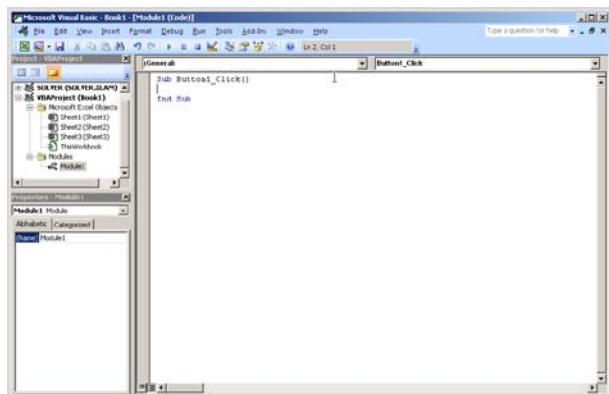 Microsoft Visual Basic - Book1 - [Module1 (Code)]
File Edit View Insert Format Debug Run Tools Add-Ins Window Help
Type a question for help
Ln 2, Col 1
Project - VBAProject
(General)
Button1_Click
SOLVER (SOLVER.XLAM)
VBAProject (Book1)
Microsoft Excel Objects
Sheet1 (Sheet1)
Sheet2 (Sheet2)
Sheet3 (Sheet3)
ThisWorkbook
Modules
Module1
Sub Button1_Click()
End Sub
Properties - Module1
Module1 Module
Alphabetic Categorized
(Name) Module1